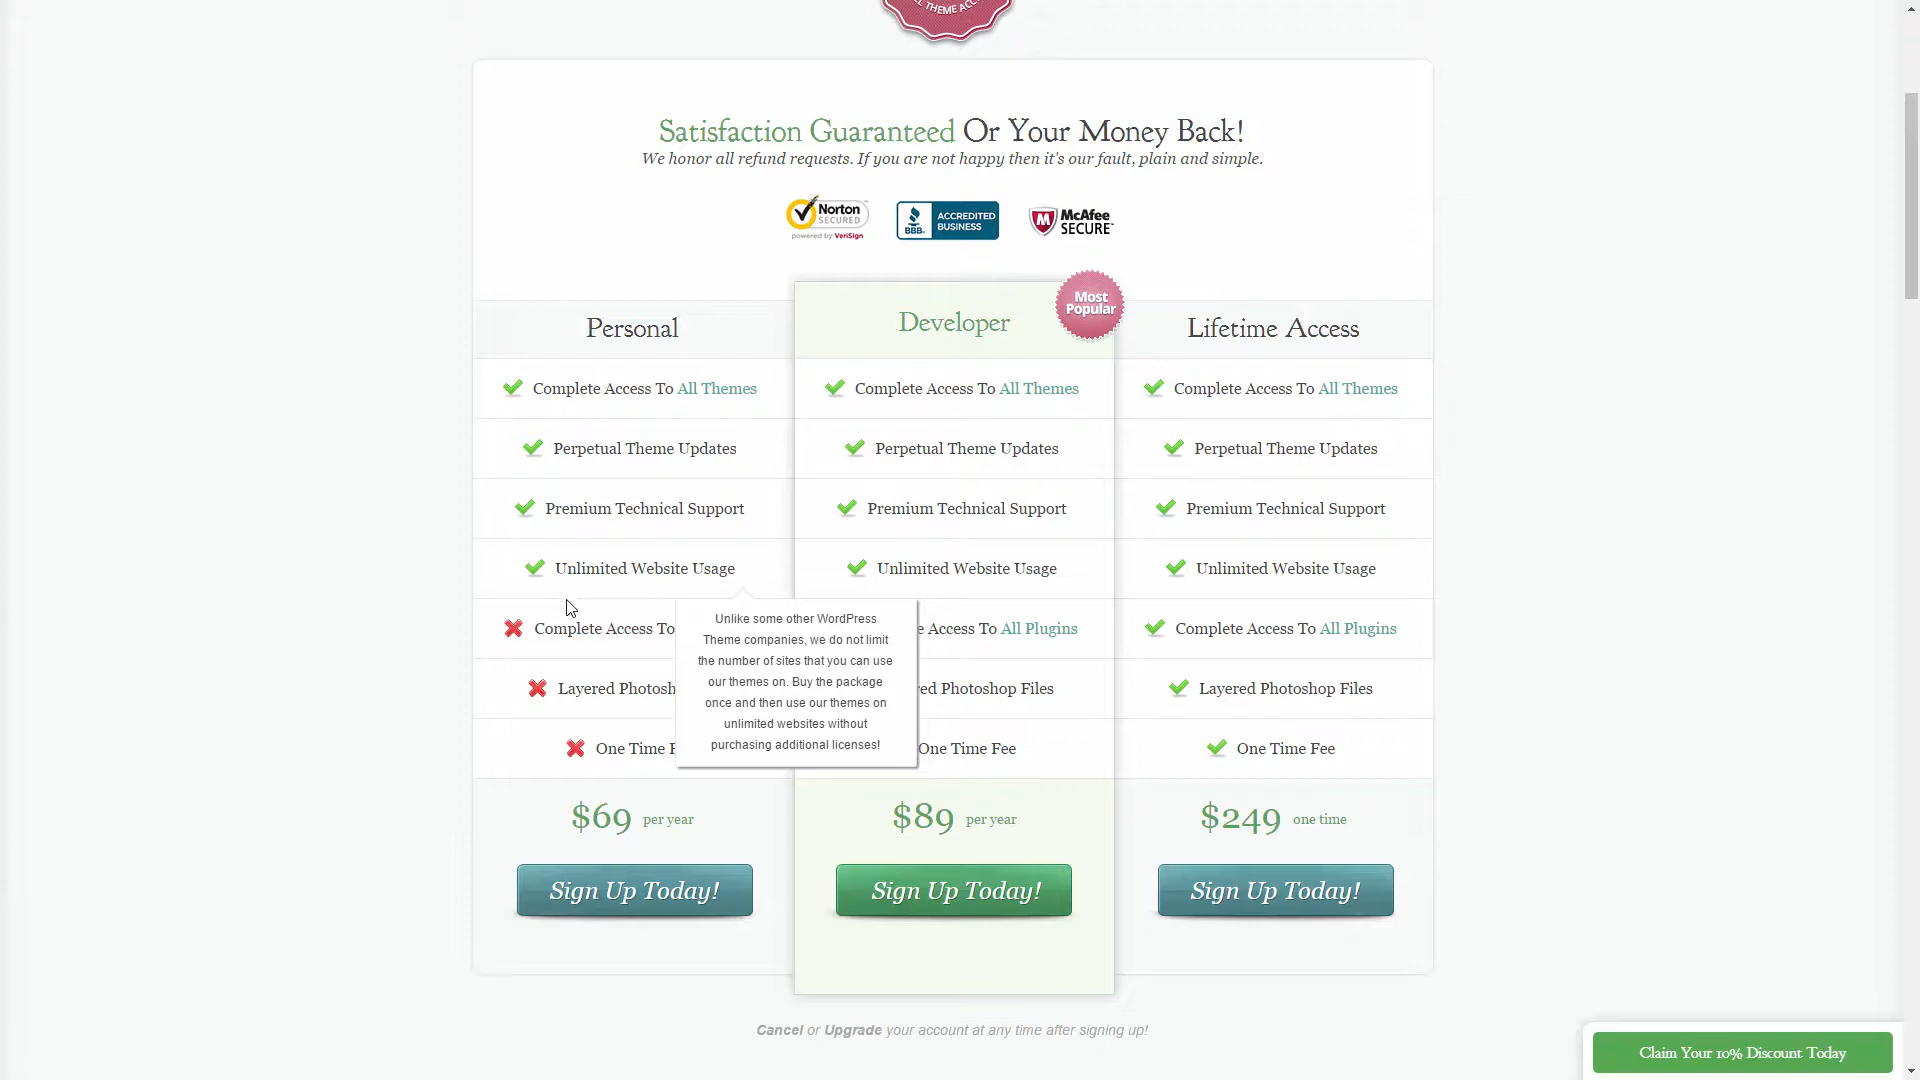 LL THEME ACC
Satisfaction Guaranteed Or Your Money Back!
We honor all refund requests. If you are not happy then it's our fault, plain and simple.
Norton
SECURED
powered by VeriSign
BBB.
ACCREDITED
BUSINESS
McAfee
SECURE
Personal
Complete Access To All Themes
Perpetual Theme Updates
Premium Technical Support
Unlimited Website Usage
Complete Access To
Layered Photosh
One Time F
$69 per year
Sign Up Today!
Unlike some other WordPress
Theme companies, we do not limit
the number of sites that you can use
our themes on. Buy the package
once and then use our themes on
unlimited websites without
purchasing additional licenses!
Most
Popular
Developer
Complete Access To All Themes
Perpetual Theme Updates
Premium Technical Support
Unlimited Website Usage
e Access To All Plugins
ed Photoshop Files
One Time Fee
$89 per year
Sign Up Today!
Lifetime Access
Complete Access To All Themes
Perpetual Theme Updates
Premium Technical Support
Unlimited Website Usage
Complete Access To All Plugins
Layered Photoshop Files
One Time Fee
$249 one time
Sign Up Today!
Cancel or Upgrade your account at any time after signing up!
Claim Your 10% Discount Today